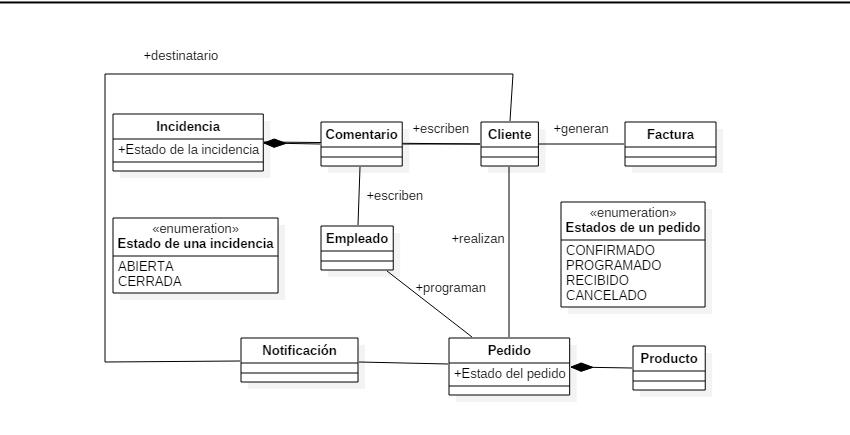 +destinatario
Incidencia
+Estado de la incidencia
Comentario
+escriben
Cliente
+generan
Factura
+escriben
«enumeration»
Estado de una incidencia
ABIERTA
CERRADA
Empleado
+realizan
«enumeration»
Estados de un pedido
CONFIRMADO
PROGRAMADO
RECIBIDO
CANCELADO
+programan
Notificación
Pedido
+Estado del pedido
Producto